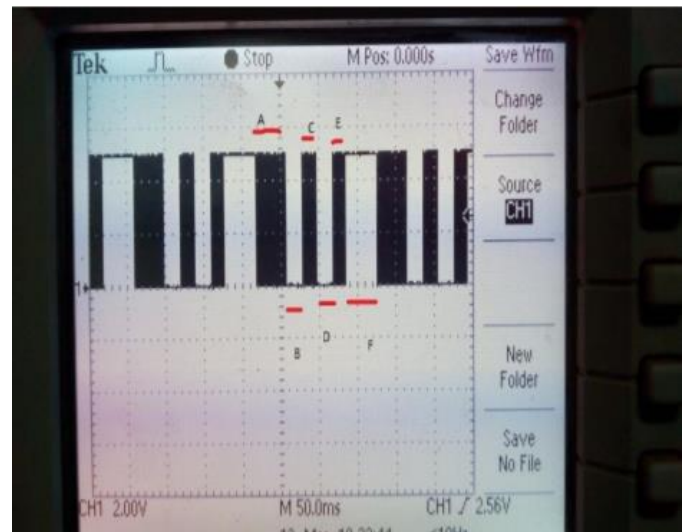 Tek Stop M Pos: 0.000s Save Wfm
Change
Folder
A C E
Source
CH1
1
B D F
New
Folder
Save
No File
CH1 2.00V M 50.0ms CH1 2.56V